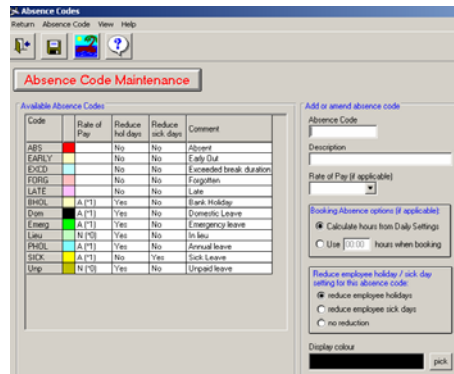 Absence Codes
Return Absence Code View Help
Absence Code Maintenance
Available Absence Codes
Code Rate of Pay Reduce hol days Reduce sick days Comment
ABS No No Absent
EARLY No No Early Out
EXCD No No Exceeded break duration
FORG No No Forgotten
LATE No No Late
BHOL A (*1) Yes No Bank Holiday
Dom A (*1) Yes No Domestic Leave
Emerg A (*1) Yes No Emergency leave
Lieu N (*0) Yes No In lieu
PHOL A (*1) Yes No Annual leave
SICK A (*1) No Yes Sick Leave
Unp N (*0) Yes No Unpaid leave
Add or amend absence code
Absence Code
Description
Rate of Pay (if applicable)
Booking Absence options (if applicable)
Calculate hours from Daily Settings
Use 00:00 hours when booking
Reduce employee holiday / sick day
setting for this absence code:
reduce employee holidays
reduce employee sick days
no reduction
Display colour
pick